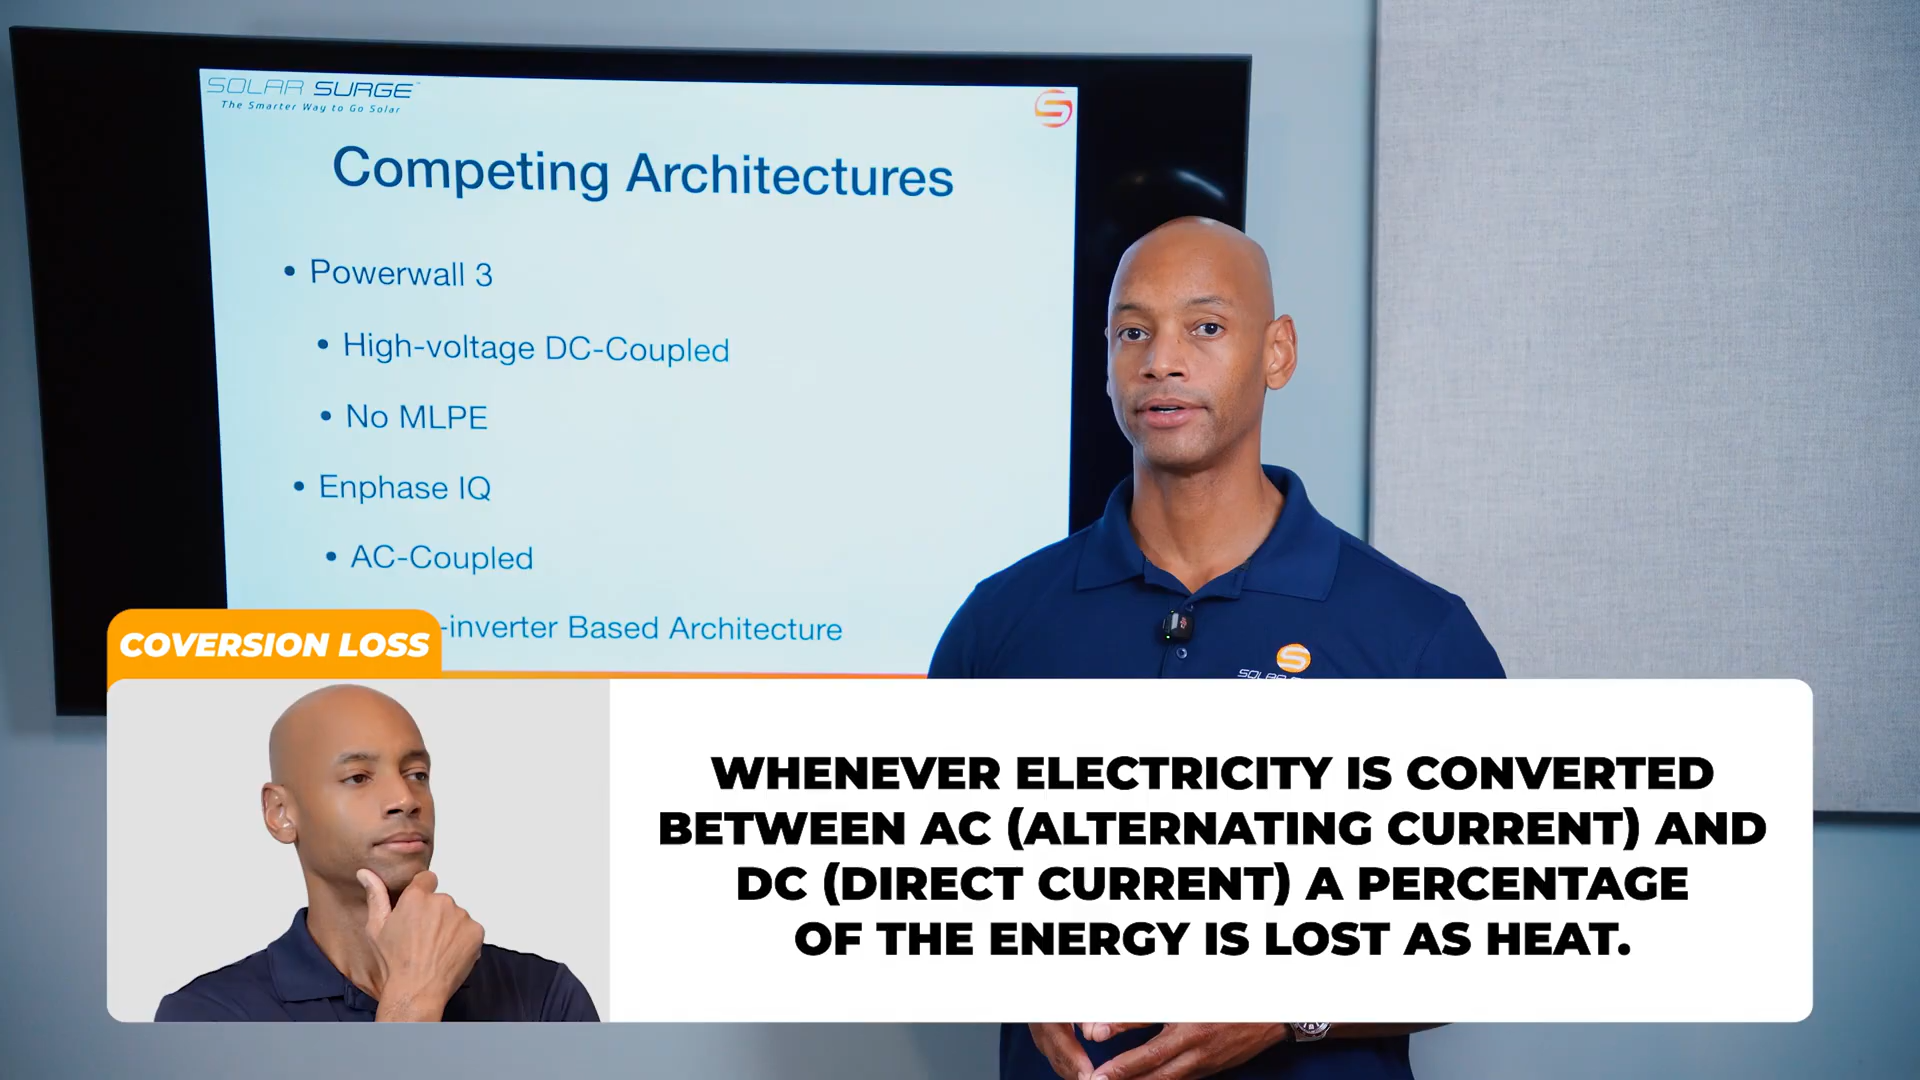 SOLAR SURGE
The Smarter Way to Go Solar
Competing Architectures
• Powerwall 3
• High-voltage DC-Coupled
• No MLPE
• Enphase IQ
• AC-Coupled
-inverter Based Architecture
COVERSION LOSS
WHENEVER ELECTRICITY IS CONVERTED
BETWEEN AC (ALTERNATING CURRENT) AND
DC (DIRECT CURRENT) A PERCENTAGE
OF THE ENERGY IS LOST AS HEAT.